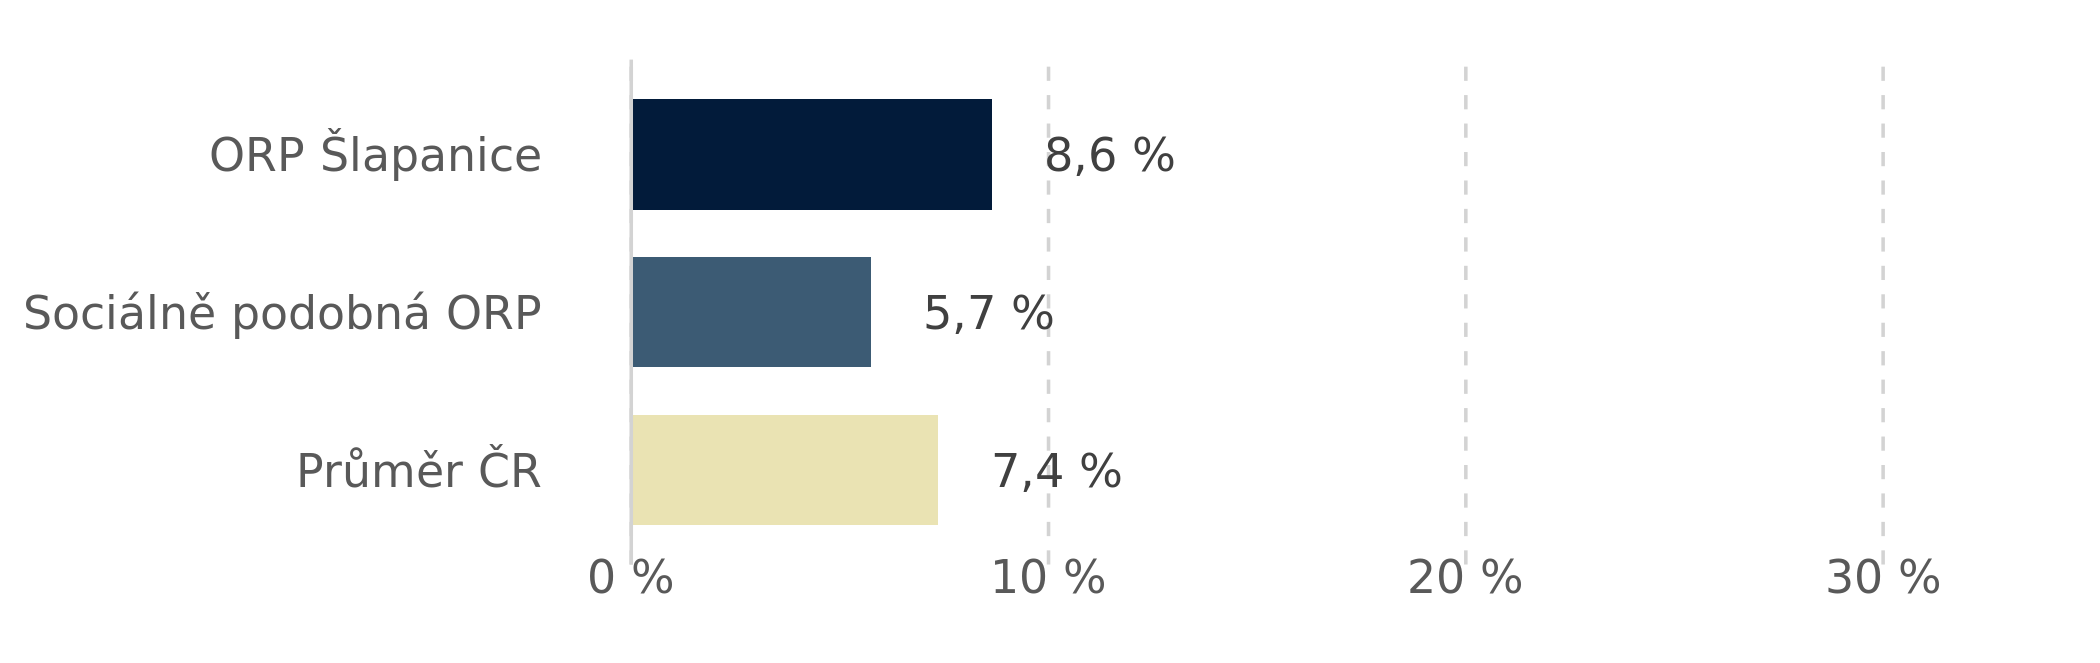 ORP Šlapanice
8,6 %
Sociálně podobná ORP
5,7 %
Průměr ČR
7,4 %
0 %
10 %
20 %
30 %